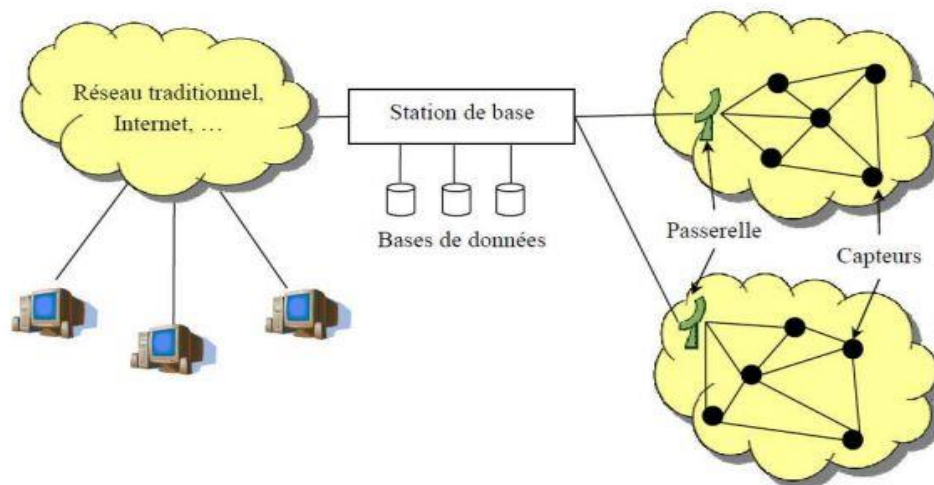 Réseau traditionnel,
Internet, …
Station de base
Bases de données
Passerelle
Capteurs